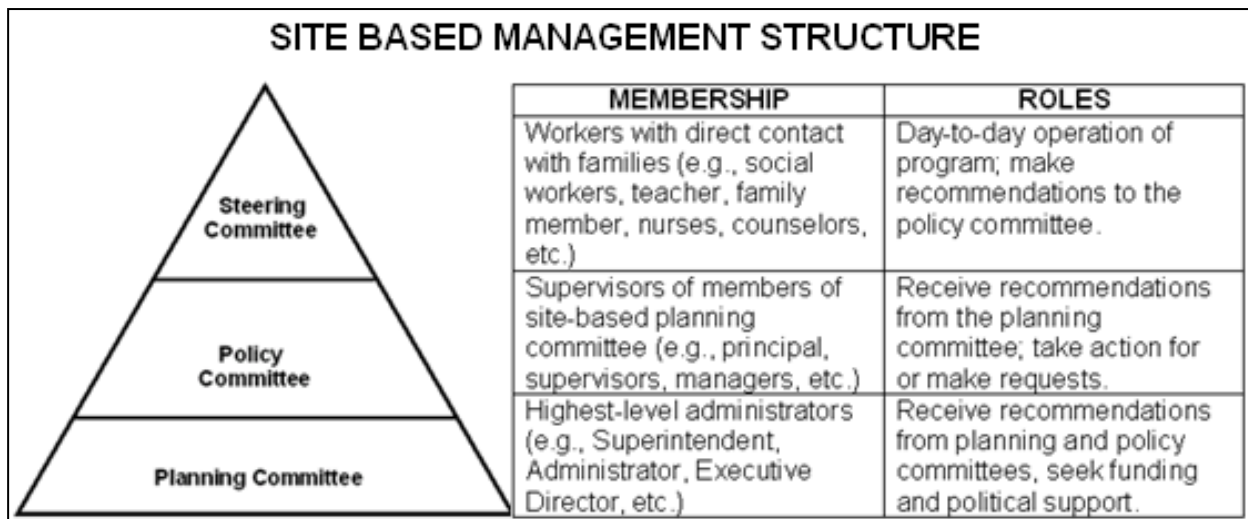 SITE BASED MANAGEMENT STRUCTURE
Steering
Committee
Policy
Committee
Planning Committee
MEMBERSHIP
ROLES
Workers with direct contact
with families (e.g., social
workers, teacher, family
member, nurses, counselors,
etc.)
Day-to-day operation of
program; make
recommendations to the
policy committee.
Supervisors of members of
site-based planning
committee (e.g., principal,
supervisors, managers, etc.)
Receive recommendations
from the planning
committee; take action for
or make requests.
Highest-level administrators
(e.g., Superintendent,
Administrator, Executive
Director, etc.)
Receive recommendations
from planning and policy
committees, seek funding
and political support.